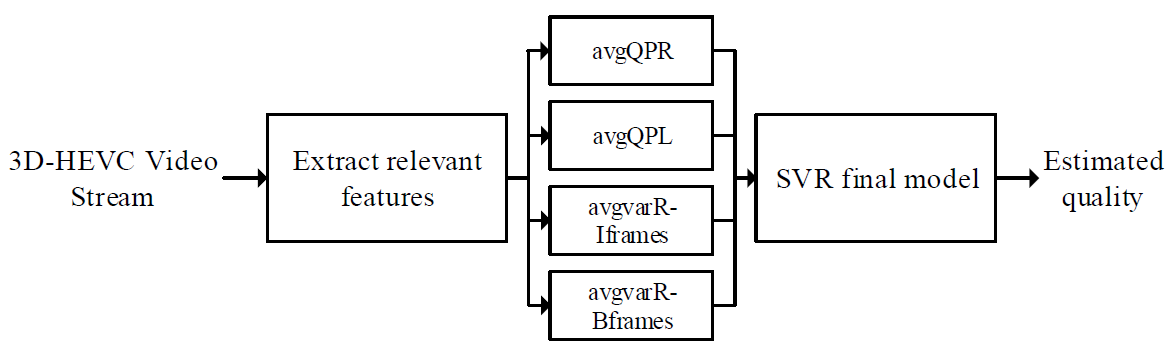 3D-HEVC Video
Stream
Extract relevant
features
avgQPR
avgQPL
avgvarR-
Iframes
avgvarR-
Bframes
SVR final model
Estimated
quality